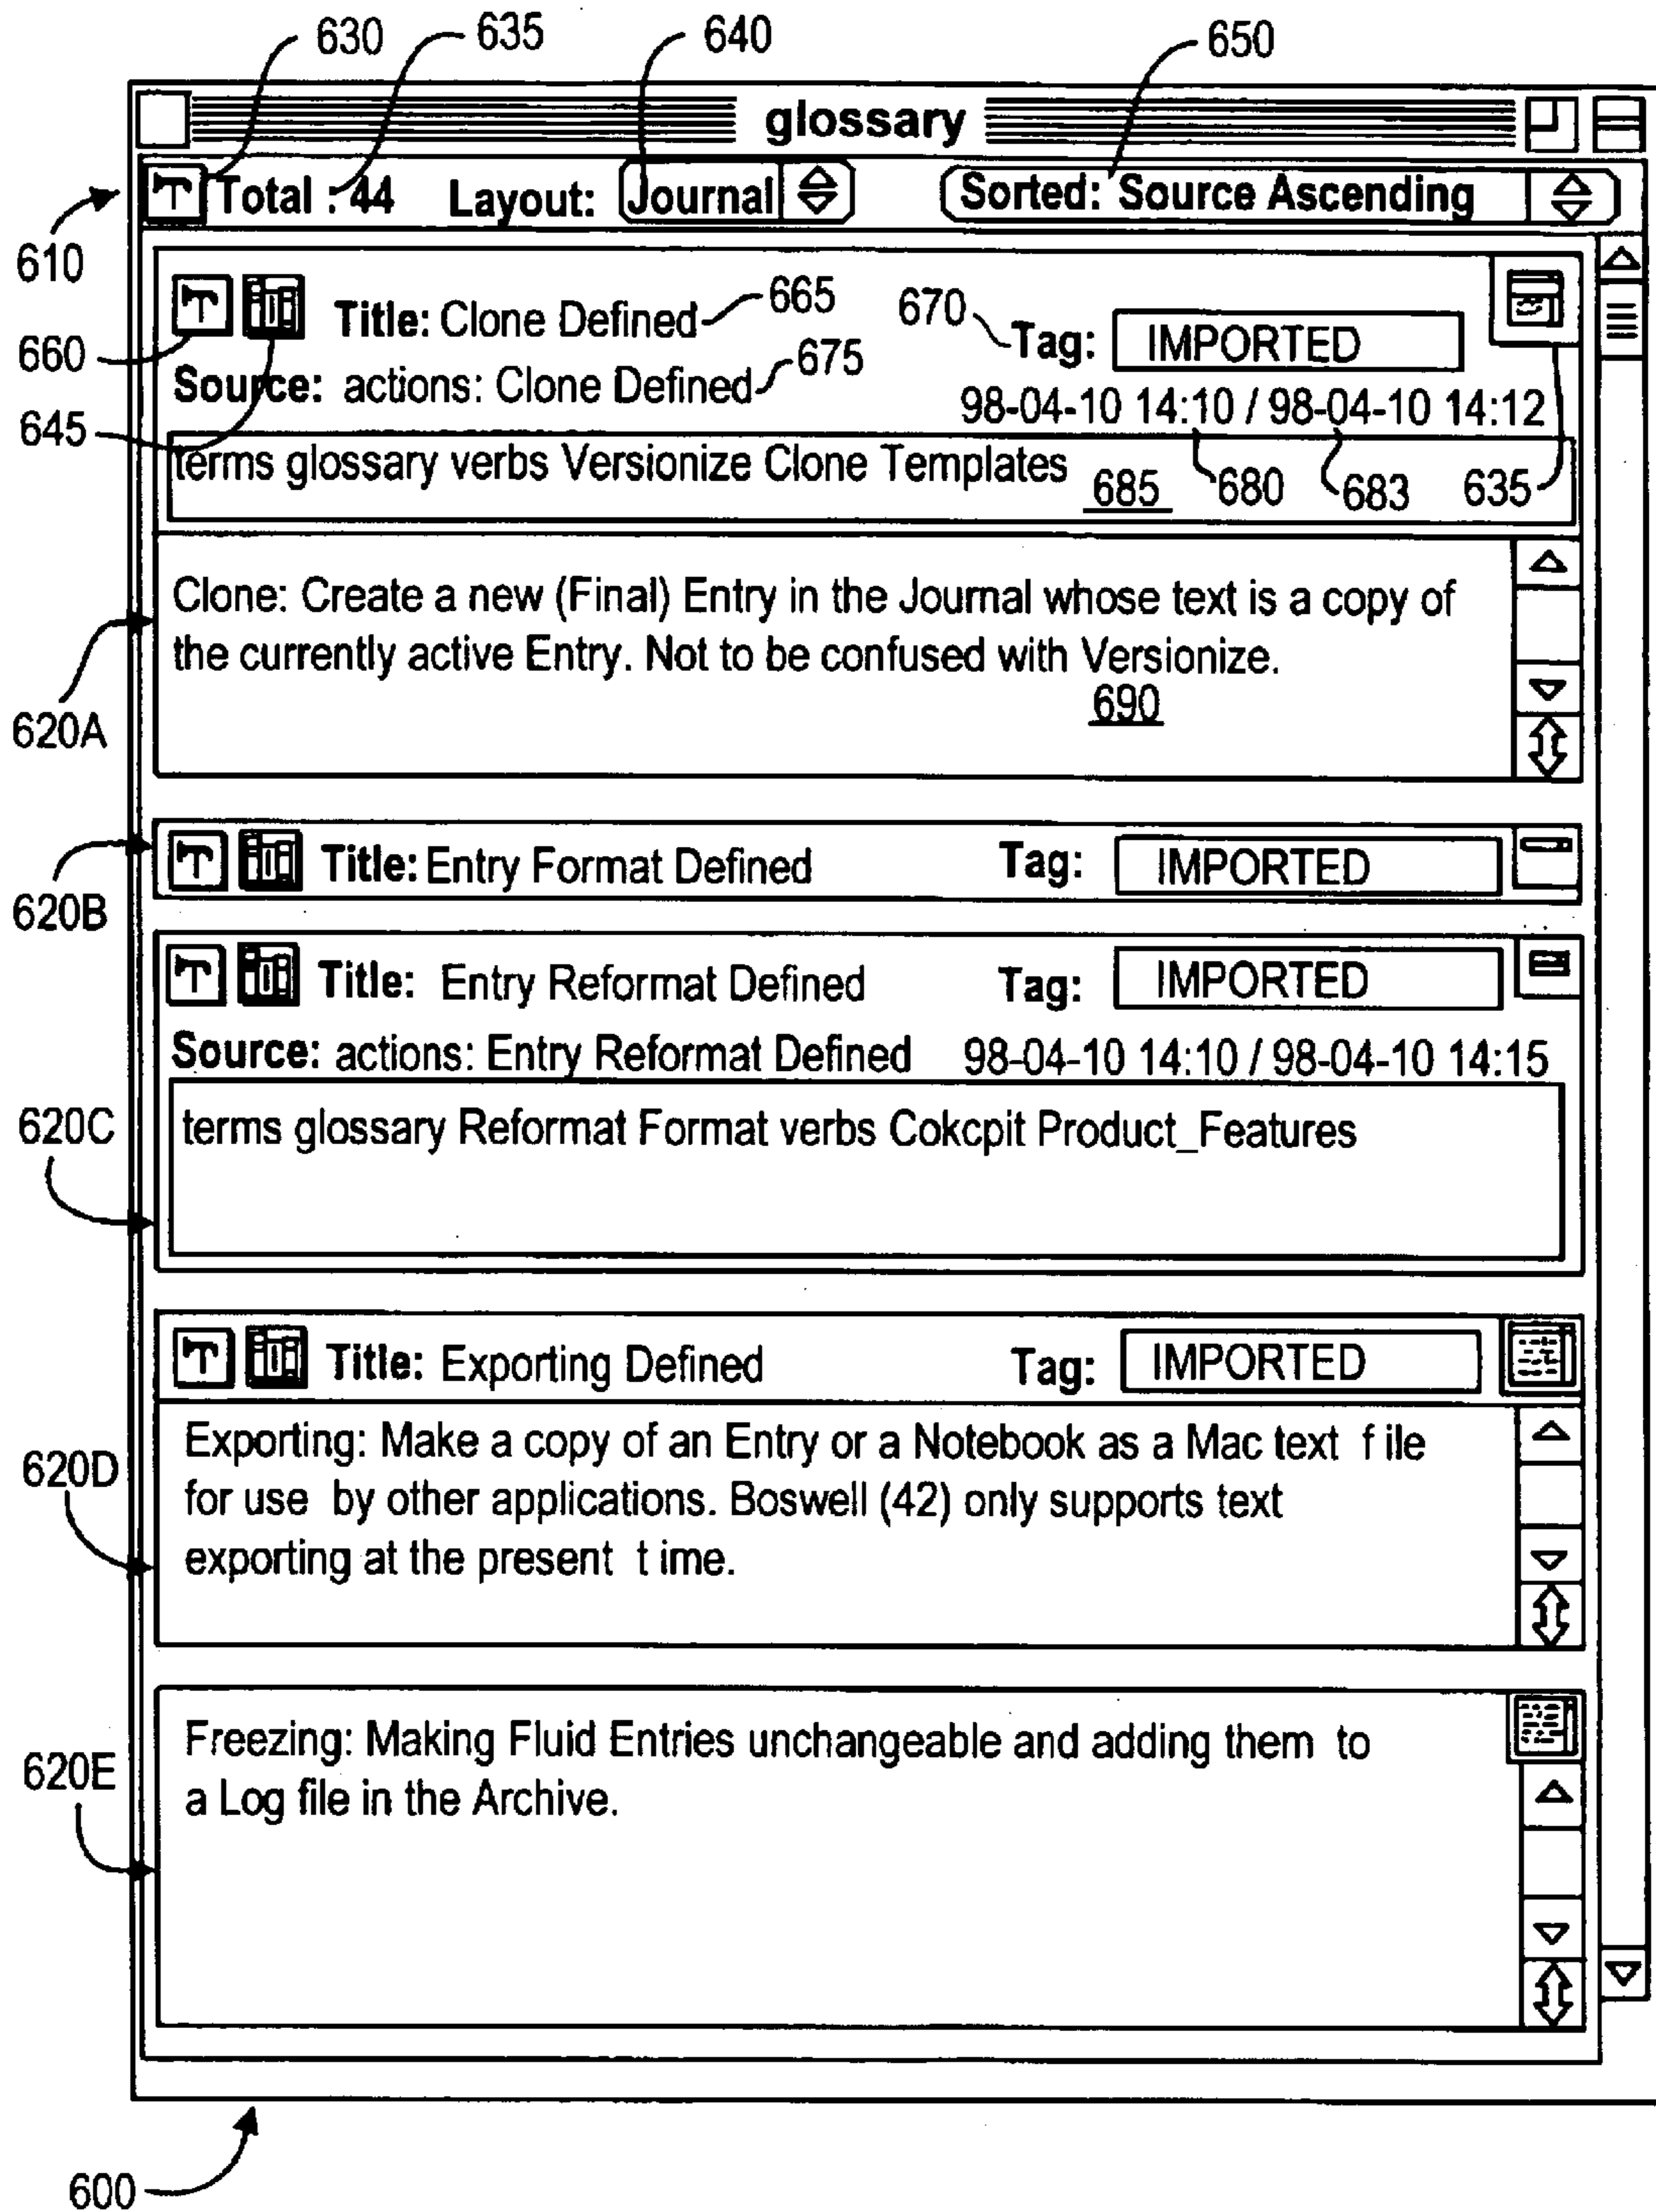 630 635 640 650
glossary
T Total : 44 Layout: Journal Sorted: Source Ascending
610
T Title: Clone Defined 665 670 Tag: IMPORTED
660
Source: actions: Clone Defined 675
98-04-10 14:10 / 98-04-10 14:12
645
terms glossary verbs Versionize Clone Templates 685 680 683 635
Clone: Create a new (Final) Entry in the Journal whose text is a copy of
the currently active Entry. Not to be confused with Versionize.
690
620A
T Title: Entry Format Defined Tag: IMPORTED
620B
T Title: Entry Reformat Defined Tag: IMPORTED
Source: actions: Entry Reformat Defined 98-04-10 14:10 / 98-04-10 14:15
620C
terms glossary Reformat Format verbs Cokcpit Product_Features
T Title: Exporting Defined Tag: IMPORTED
Exporting: Make a copy of an Entry or a Notebook as a Mac text f ile
620D
for use by other applications. Boswell (42) only supports text
exporting at the present t ime.
Freezing: Making Fluid Entries unchangeable and adding them to
620E
a Log file in the Archive.
600